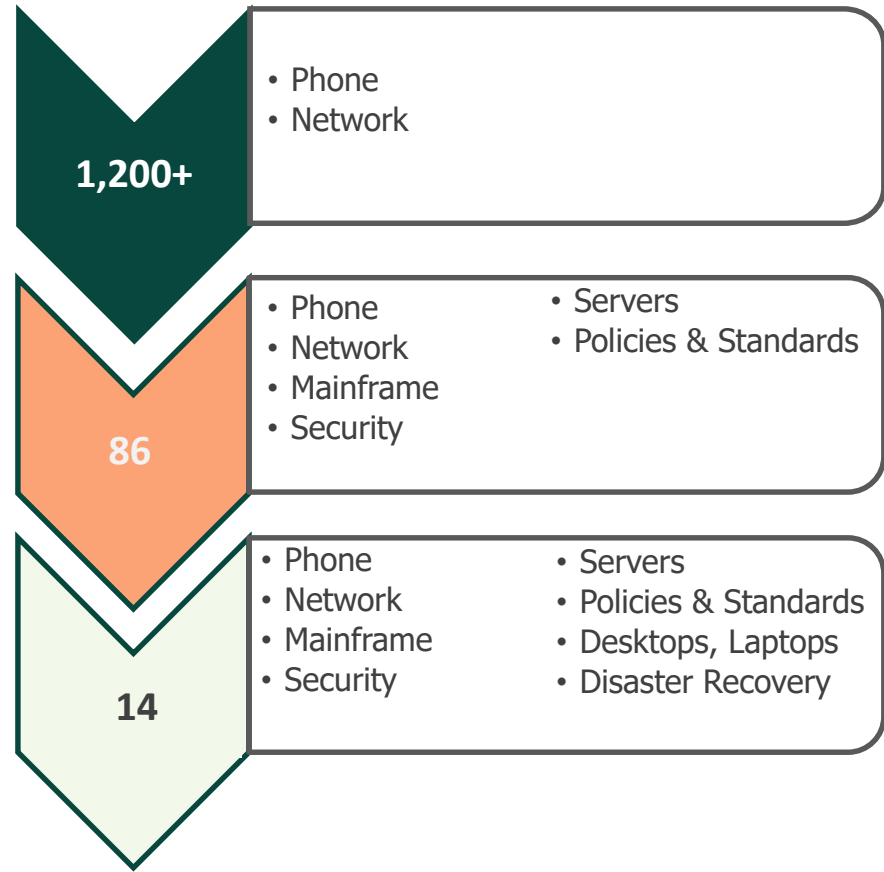 1,200+
• Phone
• Network
86
• Phone
• Network
• Mainframe
• Security
• Servers
• Policies & Standards
14
• Phone
• Network
• Mainframe
• Security
• Servers
• Policies & Standards
• Desktops, Laptops
• Disaster Recovery